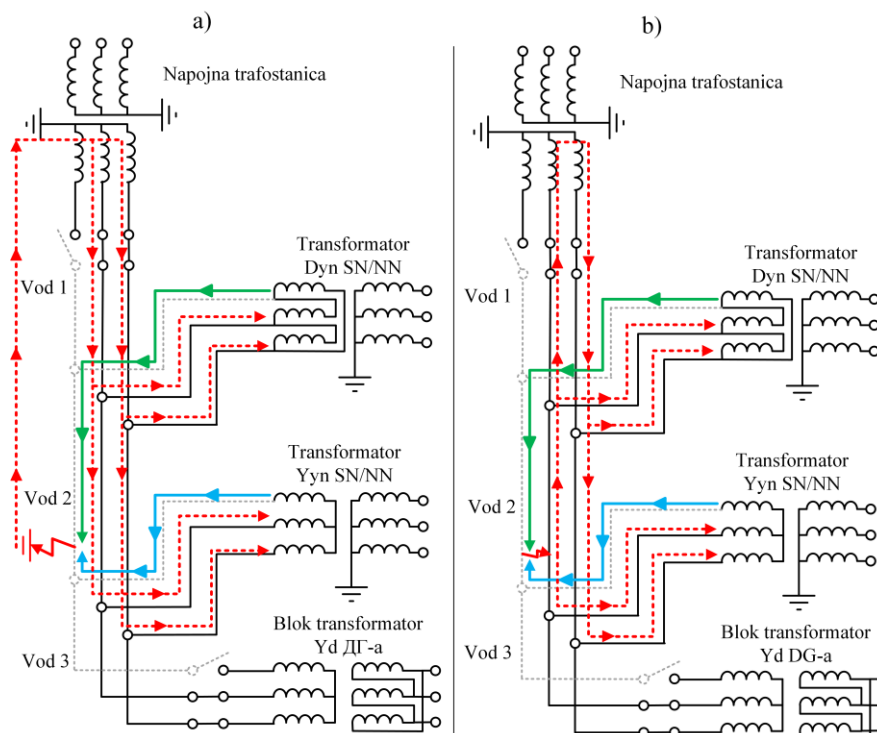 a)
Napojna trafostanica
Transformator
Dyn SN/NN
Vod 1
Transformator
Yyn SN/NN
Vod 2
Blok transformator
Yd ДГ-а
Vod 3
b)
Napojna trafostanica
Transformator
Dyn SN/NN
Vod 1
Transformator
Yyn SN/NN
Vod 2
Blok transformator
Yd DG-a
Vod 3